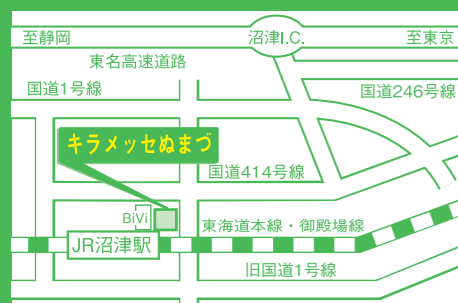 至静岡
沼津I.C.
至東京
東名高速道路
国道1号線
国道246号線
キラメッセぬまづ
国道414号線
BiVi
東海道本線・御殿場線
JR沼津駅
旧国道1号線